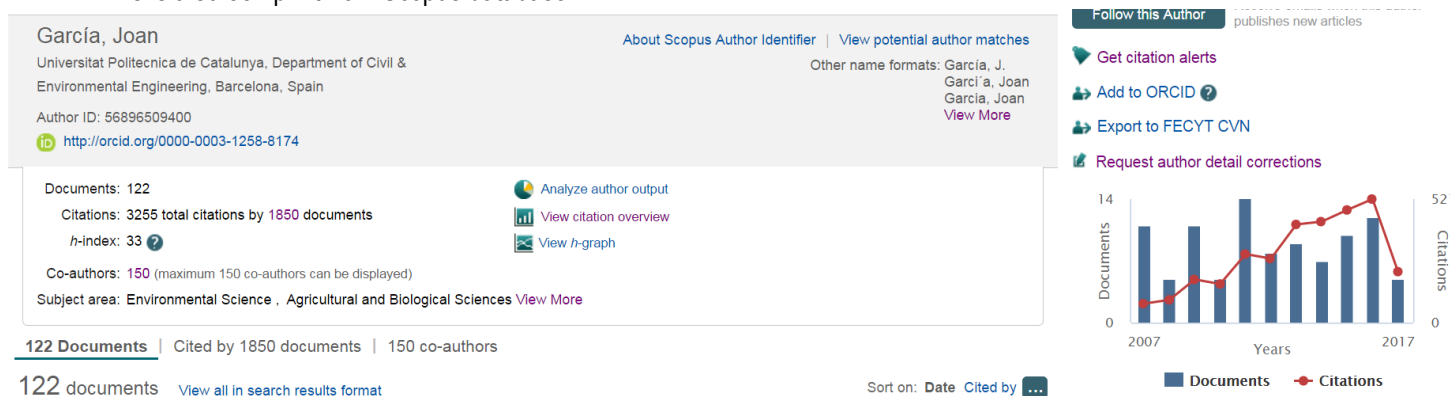 García, Joan
Universitat Politecnica de Catalunya, Department of Civil &
Environmental Engineering, Barcelona, Spain
Author ID: 56896509400
iD http://orcid.org/0000-0003-1258-8174
About Scopus Author Identifier | View potential author matches
Other name formats: García, J.
Garci´a, Joan
Garcia, Joan
View More
Documents: 122
Citations: 3255 total citations by 1850 documents
h-index: 33 ?
Co-authors: 150 (maximum 150 co-authors can be displayed)
Subject area: Environmental Science , Agricultural and Biological Sciences View More
Analyze author output
View citation overview
View h-graph
122 Documents | Cited by 1850 documents | 150 co-authors
122 documents View all in search results format
Sort on: Date Cited by ...
Follow this Author
publishes new articles
Get citation alerts
Add to ORCID ?
Export to FECYT CVN
Request author detail corrections
14
52
Documents
Citations
0
0
2007
Years
2017
Documents
Citations